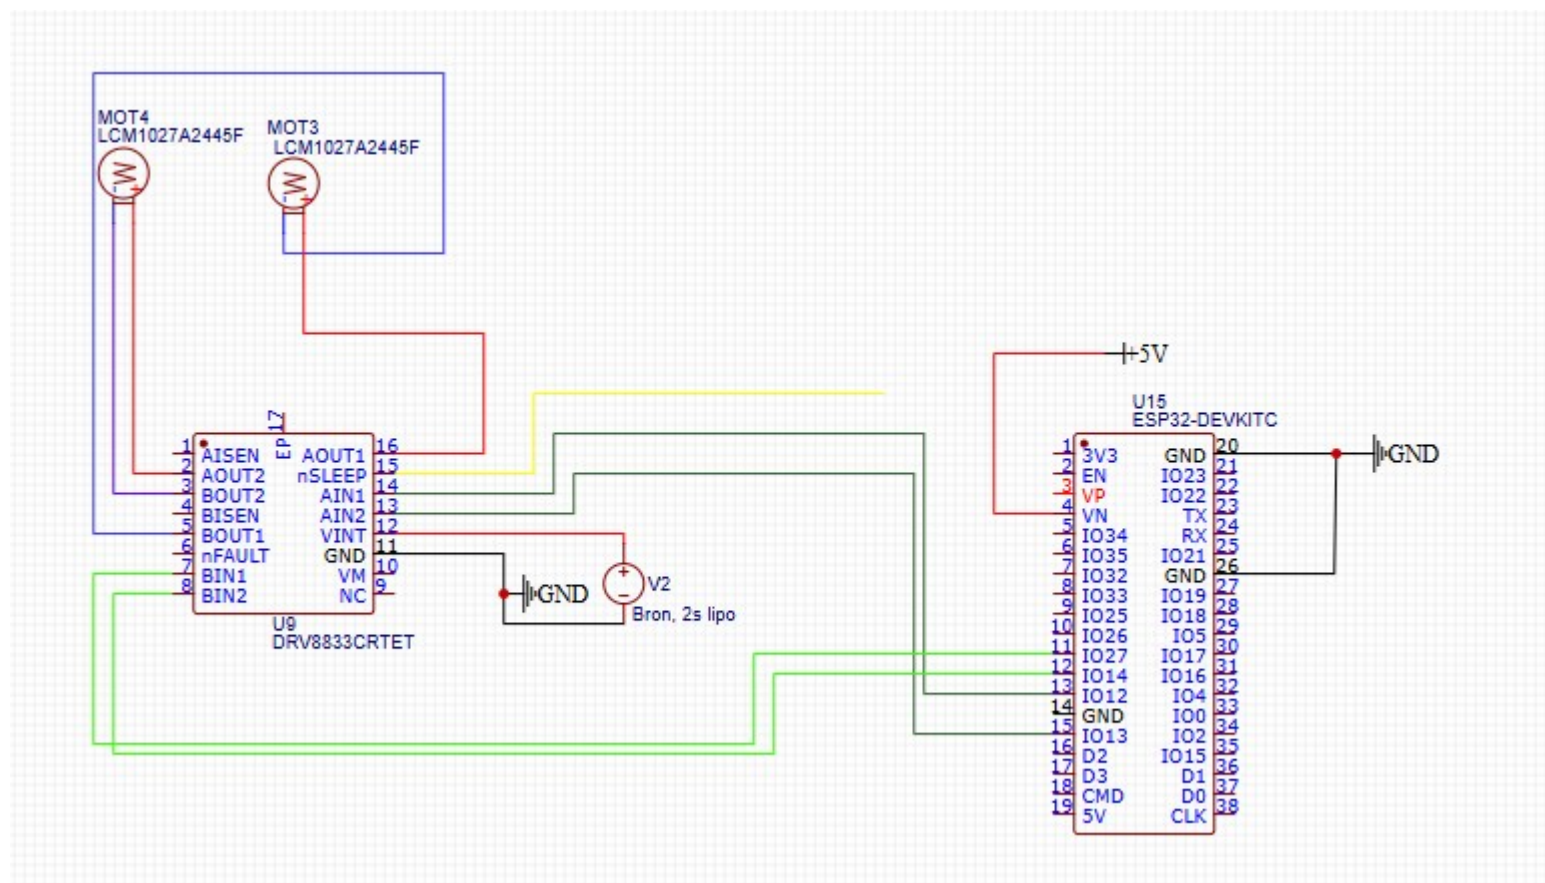 MOT4
LCM1027A2445F
MOT3
LCM1027A2445F
+5V
U15
ESP32-DEVKITC
17
EP
1 AISEN AOUT1 16
2 AOUT2 nSLEEP 15
3 BOUT2 AIN1 14
4 BISEN AIN2 13
5 BOUT1 VINT 12
6 nFAULT GND 11
7 BIN1 VM 10
8 BIN2 NC 9
U9
DRV8833CRTET
GND
+
-
V2
Bron, 2s lipo
1 3V3 GND 20
2 EN IO23 21
3 VP IO22 22
4 VN TX 23
5 IO34 RX 24
6 IO35 IO21 25
7 IO32 GND 26
8 IO33 IO19 27
9 IO25 IO18 28
10 IO26 IO5 29
11 IO27 IO17 30
12 IO14 IO16 31
13 IO12 IO4 32
14 GND IO0 33
15 IO13 IO2 34
16 D2 IO15 35
17 D3 D1 36
18 CMD D0 37
19 5V CLK 38
GND